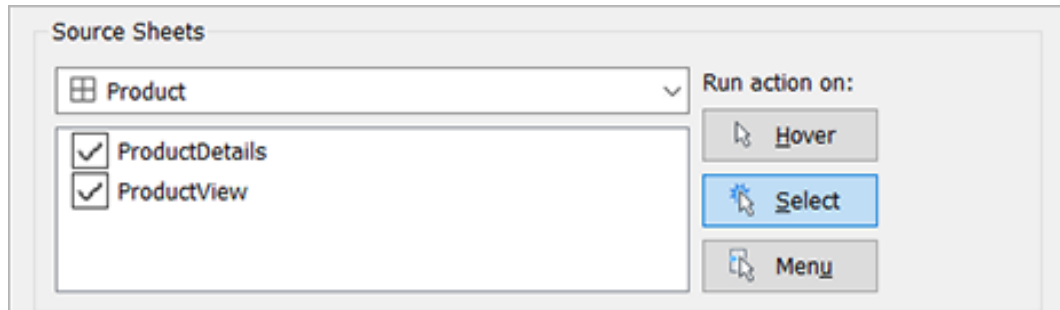 Source Sheets
Product
Run action on:
ProductDetails
ProductView
Hover
Select
Menu